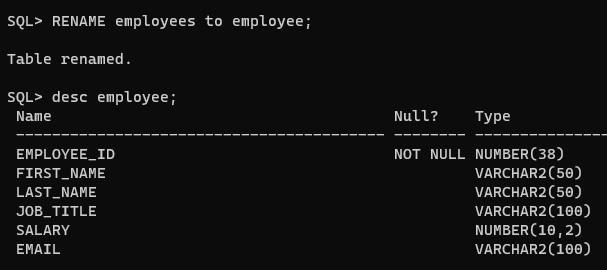 SQL> RENAME employees to employee;
Table renamed.
SQL> desc employee;
Name Null? Type
----------------------------------------- -------- ---------------
EMPLOYEE_ID NOT NULL NUMBER(38)
FIRST_NAME VARCHAR2(50)
LAST_NAME VARCHAR2(50)
JOB_TITLE VARCHAR2(100)
SALARY NUMBER(10,2)
EMAIL VARCHAR2(100)